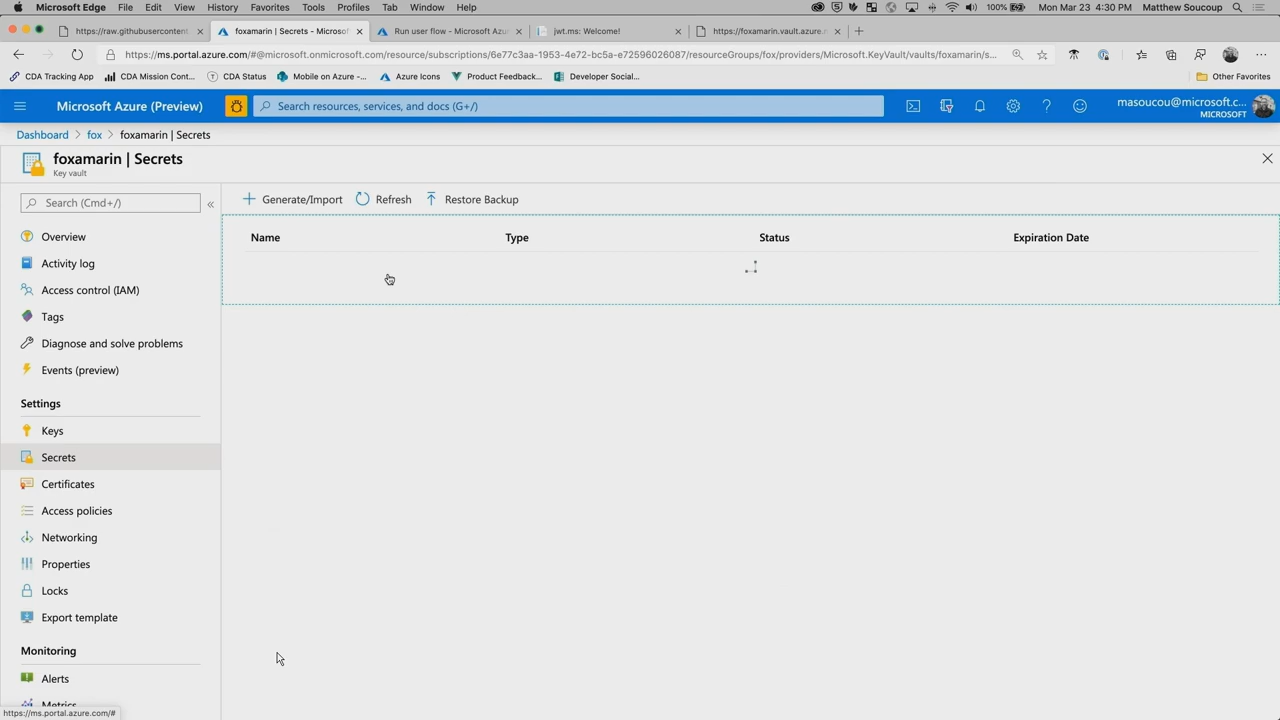 Microsoft Edge File Edit View History Favorites Tools Profiles Tab Window Help 100% Mon Mar 23 4:30 PM Matthew Soucoup
https://raw.githubusercontent foxamarin | Secrets - Microsof Run user flow - Microsoft Azu jwt.ms: Welcome! https://foxamarin.vault.azure.n
https://ms.portal.azure.com/#@microsoft.onmicrosoft.com/resource/subscriptions/6e77c3aa-1953-4e72-bc5a-e72596026087/resourceGroups/fox/providers/Microsoft.KeyVault/vaults/foxamarin/s...
CDA Tracking App CDA Mission Cont... CDA Status Mobile on Azure -... Azure Icons Product Feedback... Developer Social... Other Favorites
Microsoft Azure (Preview) Search resources, services, and docs (G+/) masoucou@microsoft.c...
MICROSOFT
Dashboard > fox > foxamarin | Secrets
foxamarin | Secrets
Key vault
Search (Cmd+/) «
Generate/Import Refresh Restore Backup
Name Type Status Expiration Date
Overview
Activity log
Access control (IAM)
Tags
Diagnose and solve problems
Events (preview)
Settings
Keys
Secrets
Certificates
Access policies
Networking
Properties
Locks
Export template
Monitoring
Alerts
Metrics
https://ms.portal.azure.com/#